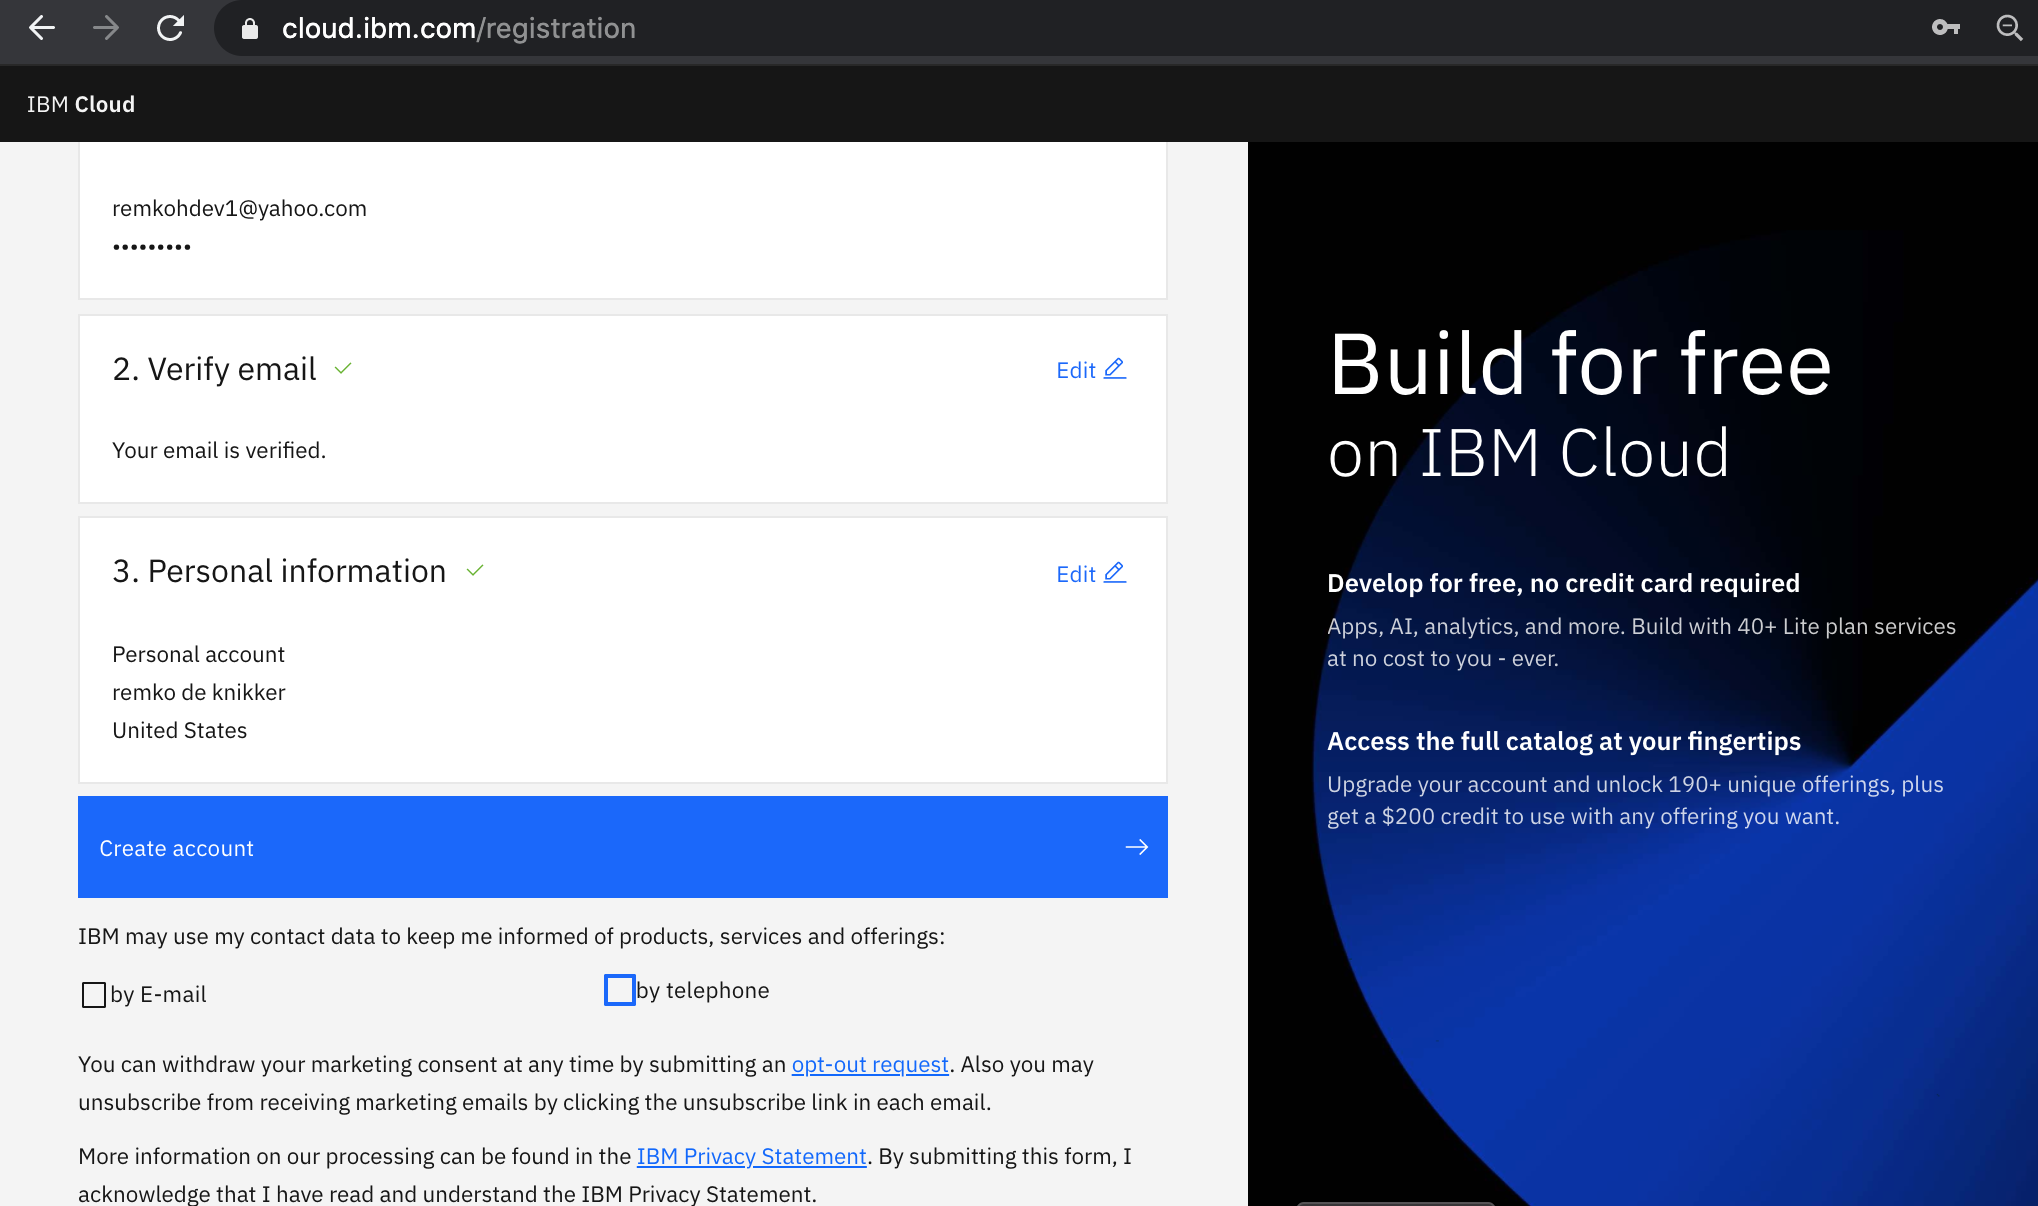 cloud.ibm.com/registration
IBM Cloud
remkohdev1@yahoo.com
•••••••••
2. Verify email
Edit
Your email is verified.
3. Personal information
Edit
Personal account
remko de knikker
United States
Create account
IBM may use my contact data to keep me informed of products, services and offerings:
by E-mail
by telephone
You can withdraw your marketing consent at any time by submitting an opt-out request. Also you may
unsubscribe from receiving marketing emails by clicking the unsubscribe link in each email.
More information on our processing can be found in the IBM Privacy Statement. By submitting this form, I
acknowledge that I have read and understand the IBM Privacy Statement.
Build for free
on IBM Cloud
Develop for free, no credit card required
Apps, AI, analytics, and more. Build with 40+ Lite plan services
at no cost to you - ever.
Access the full catalog at your fingertips
Upgrade your account and unlock 190+ unique offerings, plus
get a $200 credit to use with any offering you want.